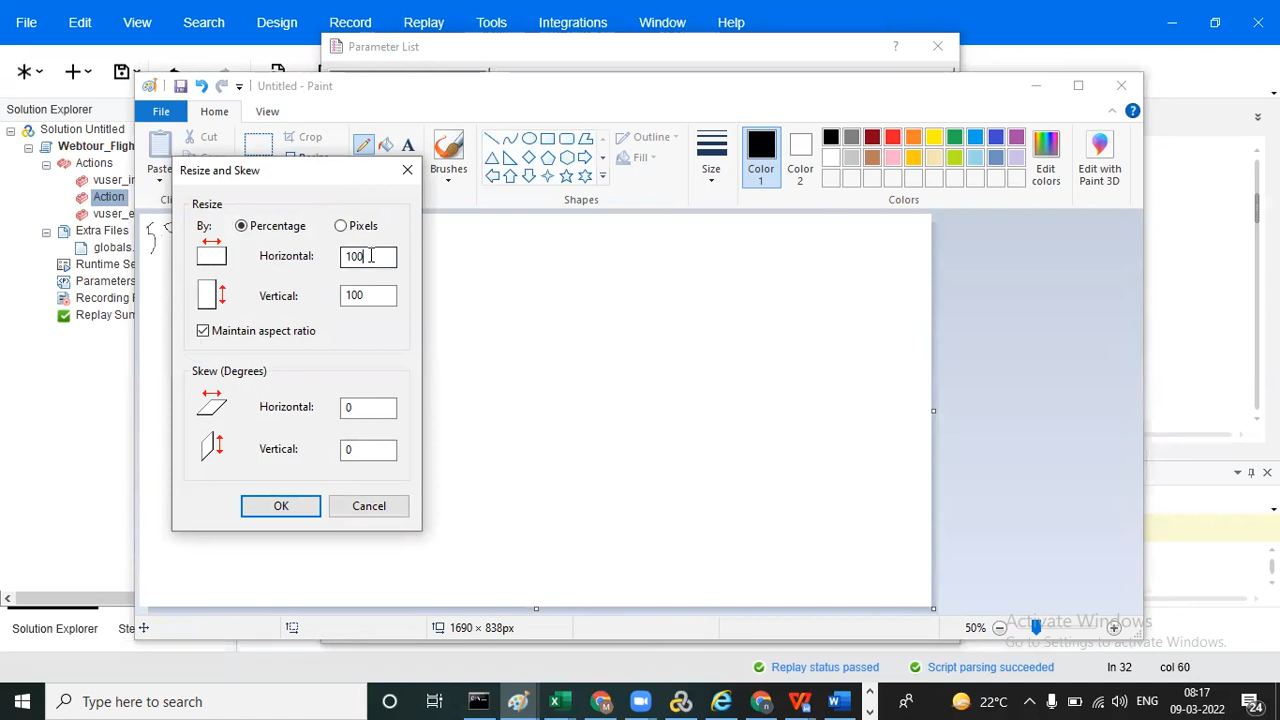 File Edit View Search Design Record Replay Tools Integrations Window Help
Parameter List
Untitled - Paint
Solution Explorer
File Home View
Solution Untitled
Webtour_Fligh
Actions
vuser_in
Action
vuser_e
Extra Files
globals.
Runtime Se
Parameters
Recording R
Replay Sum
Paste
Cut
Crop
Brushes
Shapes
Outline
Fill
Size
Color 1
Color 2
Colors
Edit colors
Edit with Paint 3D
Resize and Skew
Resize
By: Percentage Pixels
Horizontal: 100
Vertical: 100
Maintain aspect ratio
Skew (Degrees)
Horizontal: 0
Vertical: 0
OK Cancel
1690 × 838px
50%
Solution Explorer
Activate Windows
Go to Settings to activate Windows.
Replay status passed Script parsing succeeded ln 32 col 60
Type here to search
22°C
ENG
08:17
09-03-2022
24